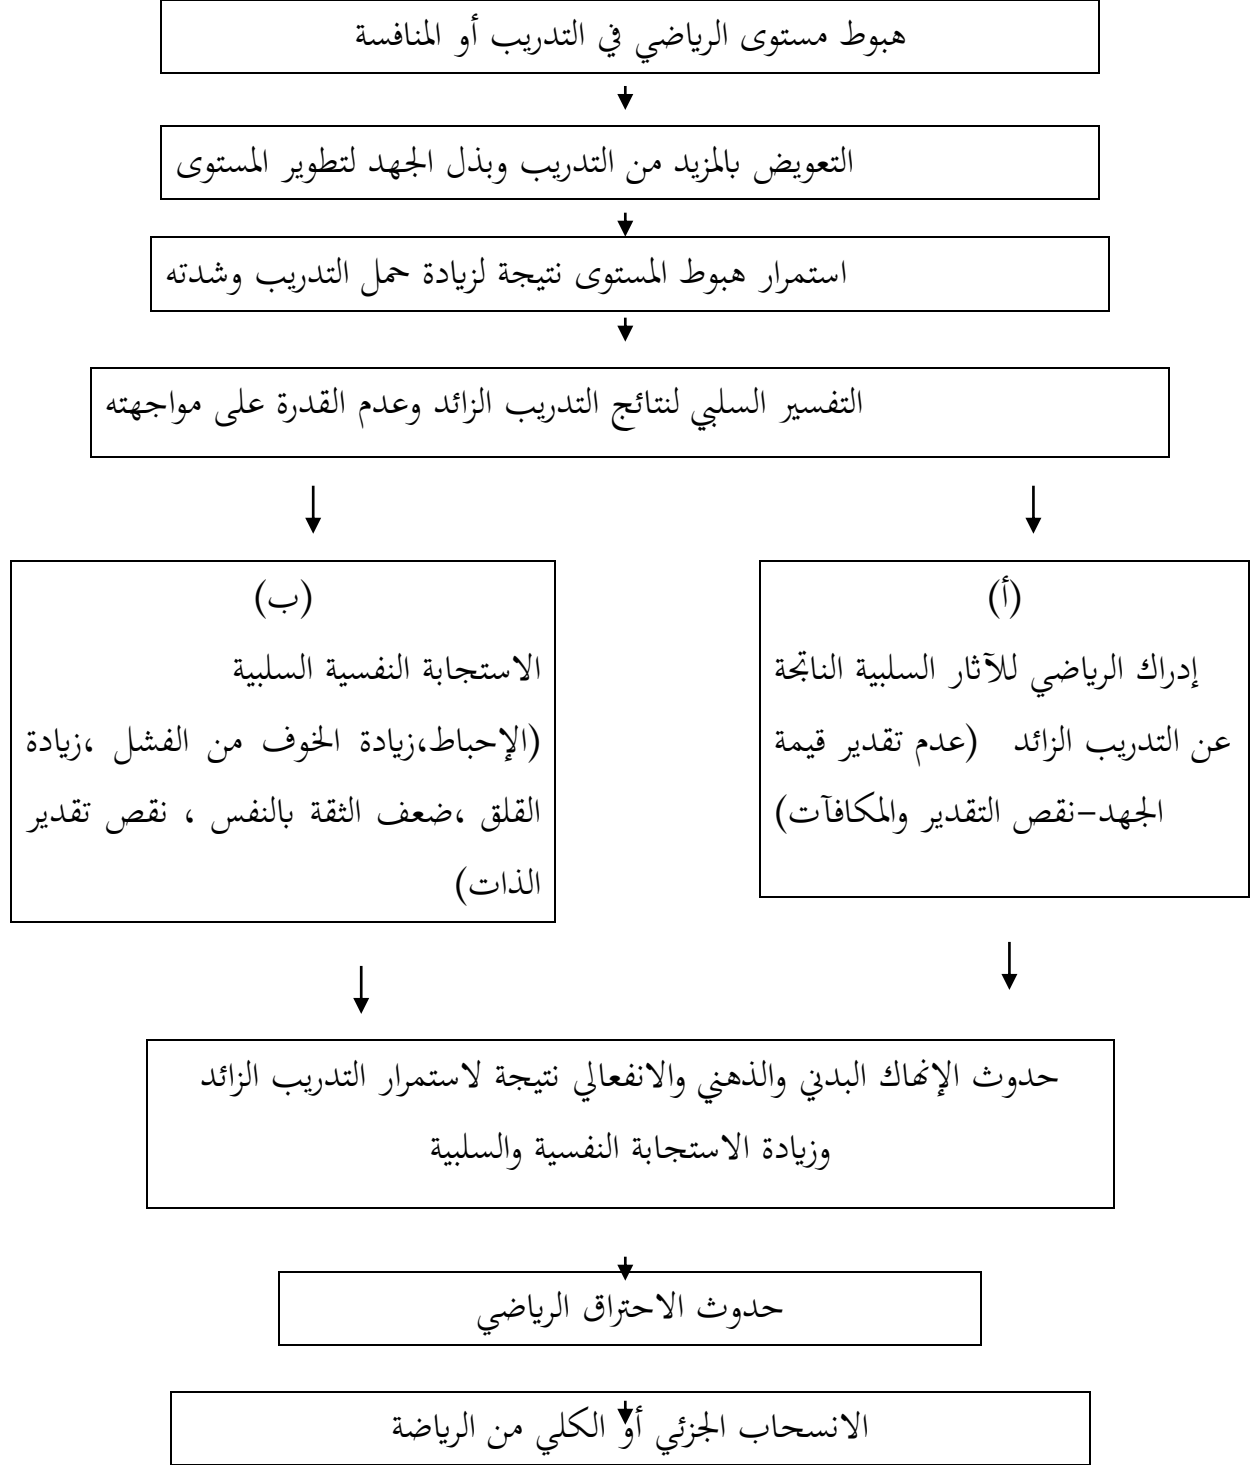 هبوط مستوى الرياضي في التدريب أو المنافسة
التعويض بالمزيد من التدريب وبذل الجهد لتطوير المستوى
استمرار هبوط المستوى نتيجة لزيادة حمل التدريب وشدته
التفسير السلبي لنتائج التدريب الزائد وعدم القدرة على مواجهته
(أ)
إدراك الرياضي للآثار السلبية الناتجة
عن التدريب الزائد (عدم تقدير قيمة
الجهد-نقص التقدير والمكافآت)
(ب)
الاستجابة النفسية السلبية
(الإحباط،زيادة الخوف من الفشل ،زيادة
القلق ،ضعف الثقة بالنفس ، نقص تقدير
الذات)
حدوث الإنهاك البدني والذهني والانفعالي نتيجة لاستمرار التدريب الزائد
وزيادة الاستجابة النفسية والسلبية
حدوث الاحتراق الرياضي
الانسحاب الجزئي أو الكلي من الرياضة